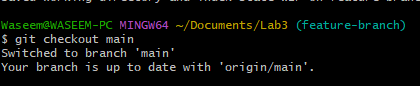 Waseem@WASEEM-PC MINGW64 ~/Documents/Lab3 (feature-branch)
$ git checkout main
Switched to branch 'main'
Your branch is up to date with 'origin/main'.